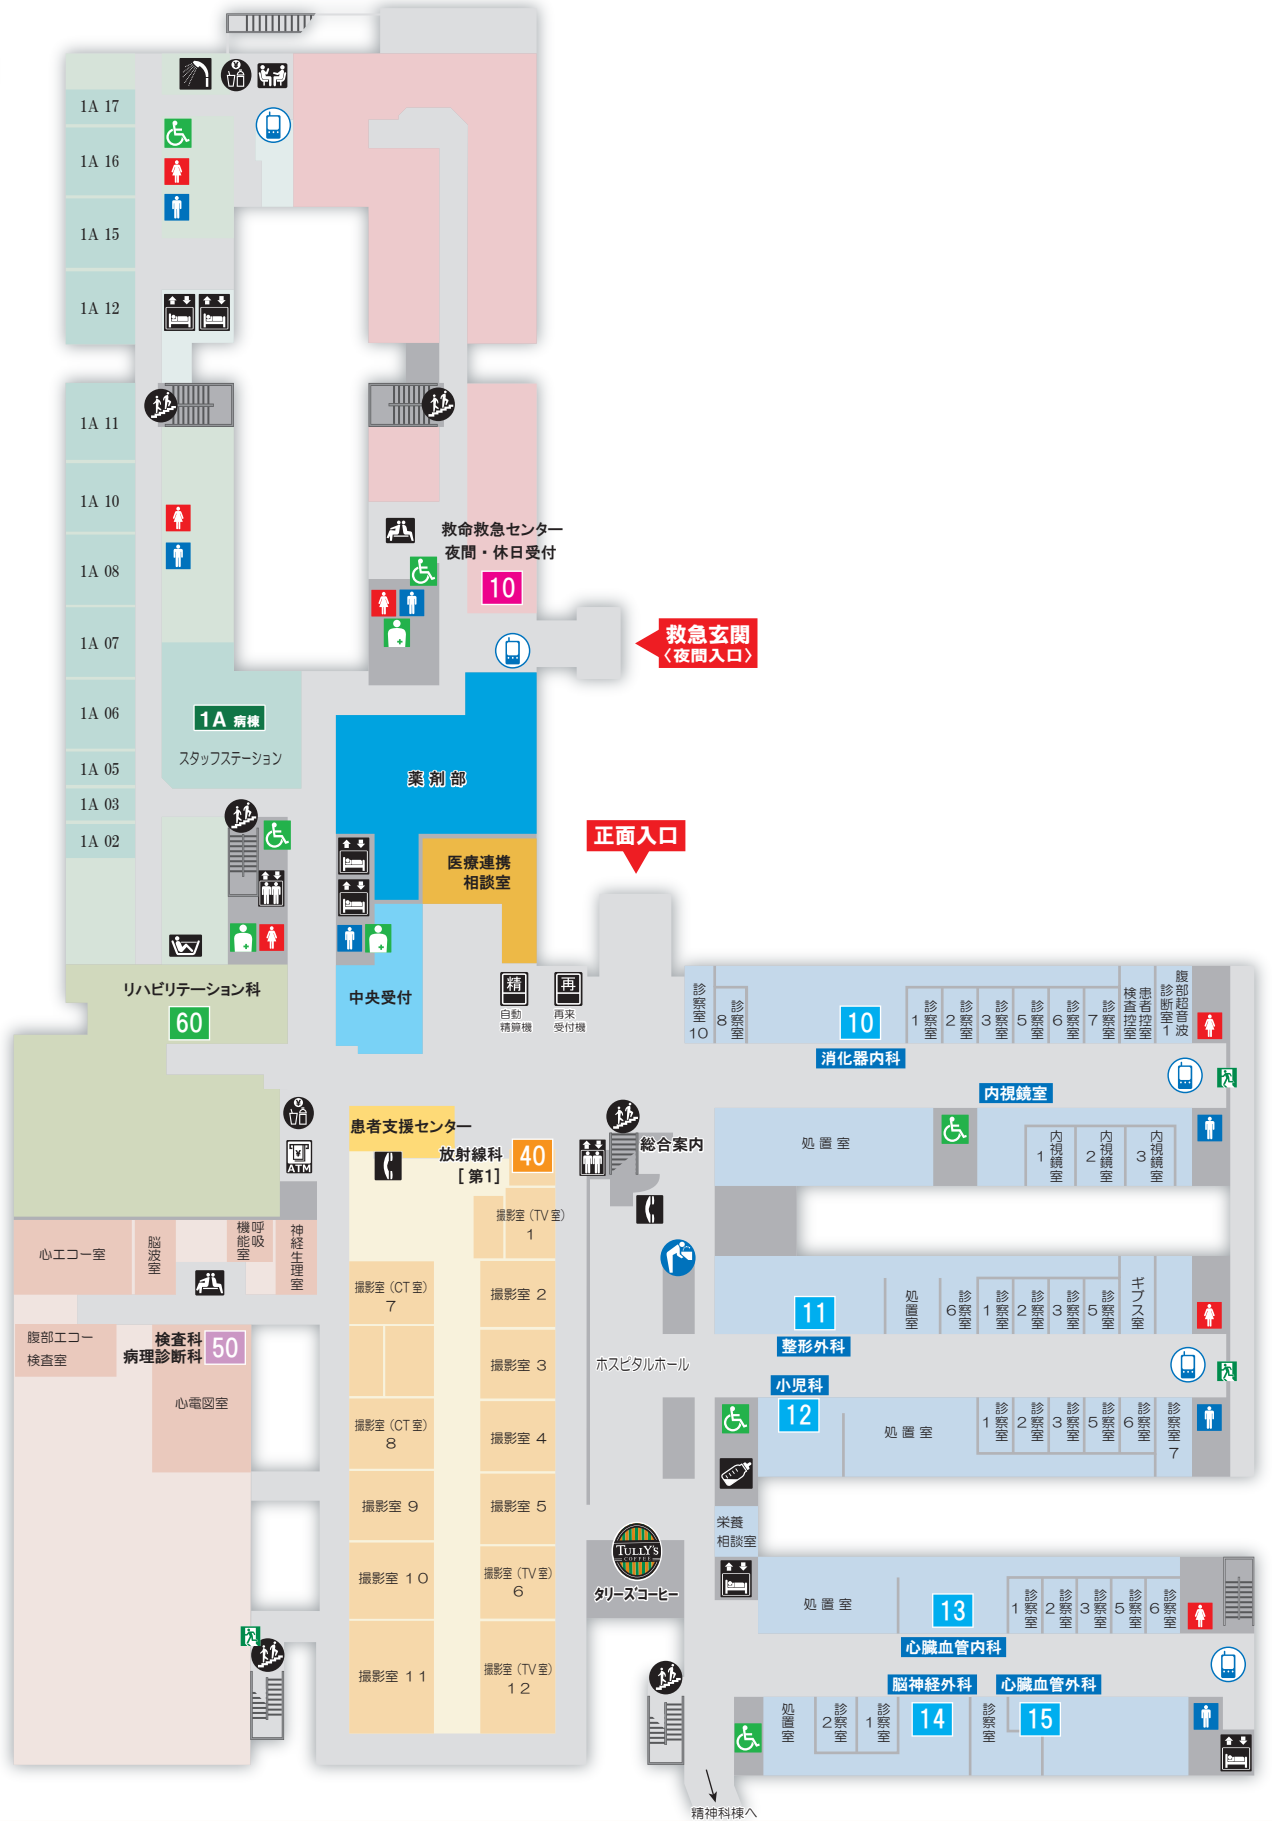 1A 17
1A 16
1A 15
1A 12
1A 11
1A 10
1A 08
1A 07
1A 06
1A 05
1A 03
1A 02
救命救急センター
夜間・休日受付
10
救急玄関
〈夜間入口〉
1A 病棟
スタッフステーション
薬剤部
医療連携
相談室
正面入口
リハビリテーション科
60
中央受付
精
自動
精算機
再
再来
受付機
ATM
患者支援センター
放射線科
[第1]
40
総合案内
診察室10
診察室8
10
消化器内科
診察室1
診察室2
診察室3
診察室5
診察室6
診察室7
患者控室
検査控室
腹部超音波
診断室1
内視鏡室
処置室
内視鏡室1
内視鏡室2
内視鏡室3
心エコー室
脳波室
呼吸
機能室
神経生理室
腹部エコー
検査室
検査科
病理診断科
50
心電図室
撮影室(TV室)
1
撮影室(CT室)
7
撮影室 2
撮影室 3
撮影室(CT室)
8
撮影室 4
撮影室 9
撮影室 5
撮影室 10
撮影室(TV室)
6
撮影室 11
撮影室(TV室)
12
ホスピタルホール
11
整形外科
処置室
診察室6
診察室1
診察室2
診察室3
診察室5
ギプス室
小児科
12
処置室
診察室1
診察室2
診察室3
診察室5
診察室6
診察室7
栄養
相談室
TULLY'S
COFFEE
タリーズコーヒー
処置室
13
心臓血管内科
診察室1
診察室2
診察室3
診察室5
診察室6
脳神経外科
心臓血管外科
処置室
診察室2
診察室1
14
診察室
15
精神科棟へ